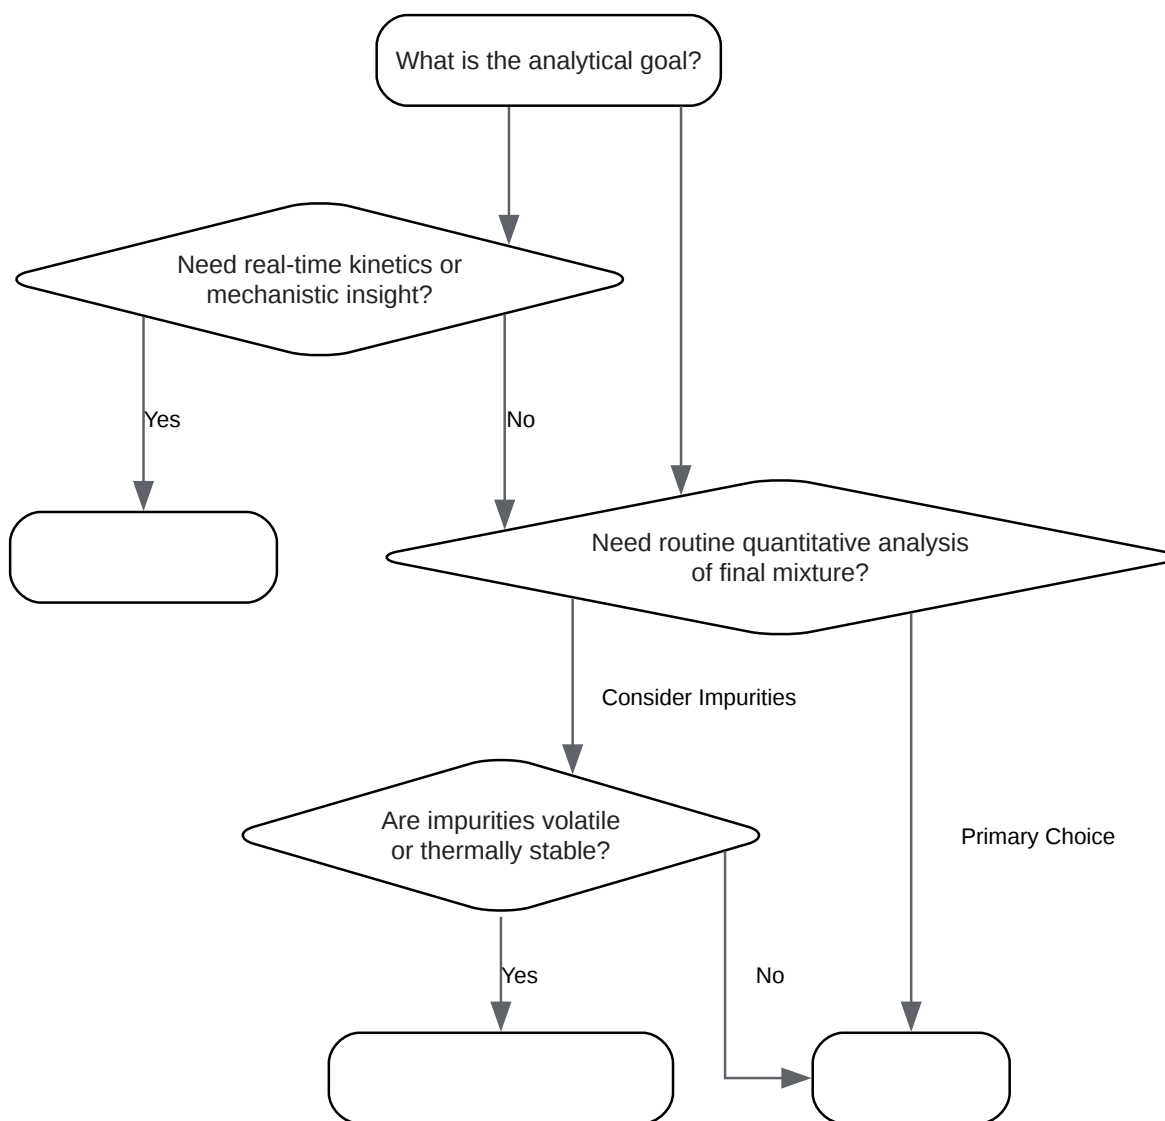 What is the analytical goal?
Need real-time kinetics or
mechanistic insight?
Yes
No
Need routine quantitative analysis
of final mixture?
Consider Impurities
Are impurities volatile
or thermally stable?
Primary Choice
Yes
No